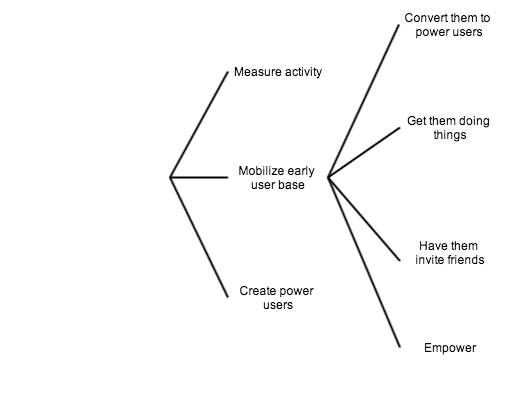 Convert them to
power users
Measure activity
Get them doing
things
Mobilize early
user base
Have them
invite friends
Create power
users
Empower